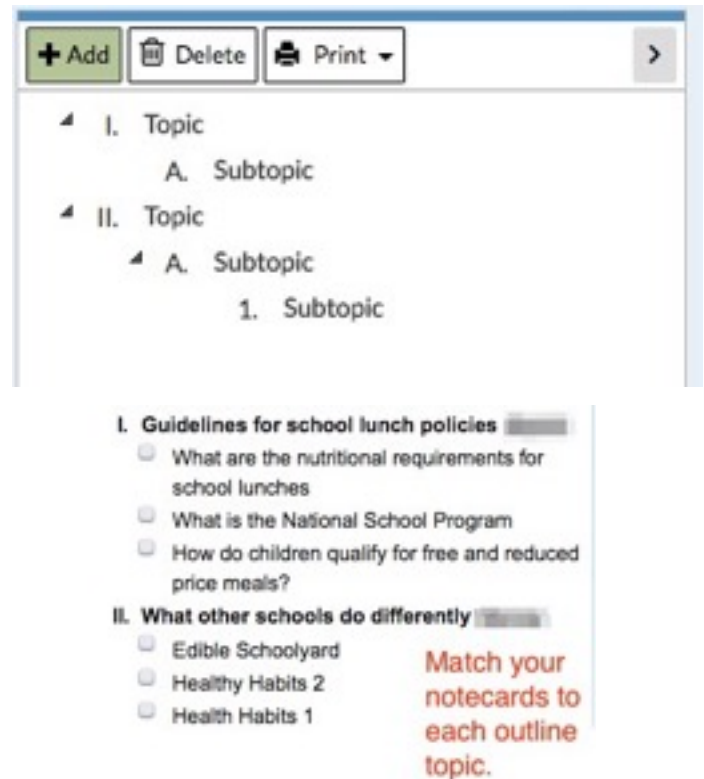 + Add Delete Print
I. Topic
A. Subtopic
II. Topic
A. Subtopic
1. Subtopic
I. Guidelines for school lunch policies
What are the nutritional requirements for
school lunches
What is the National School Program
How do children qualify for free and reduced
price meals?
II. What other schools do differently
Edible Schoolyard
Healthy Habits 2
Health Habits 1
Match your
notecards to
each outline
topic.